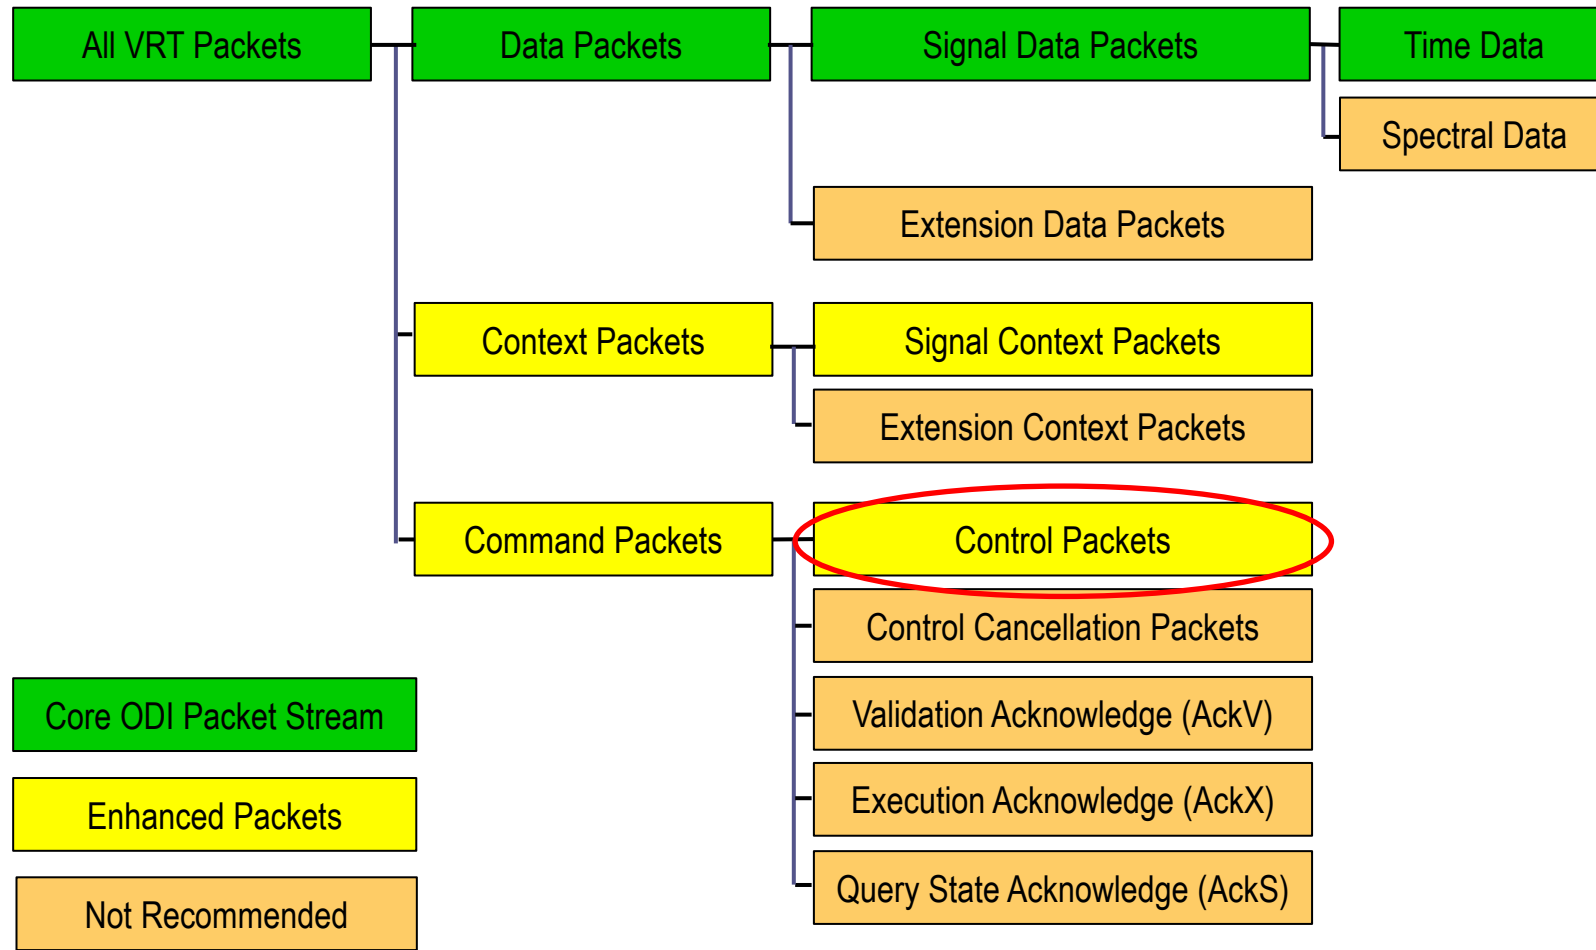 All VRT Packets
Data Packets
Signal Data Packets
Time Data
Spectral Data
Extension Data Packets
Context Packets
Signal Context Packets
Extension Context Packets
Command Packets
Control Packets
Control Cancellation Packets
Validation Acknowledge (AckV)
Execution Acknowledge (AckX)
Query State Acknowledge (AckS)
Core ODI Packet Stream
Enhanced Packets
Not Recommended